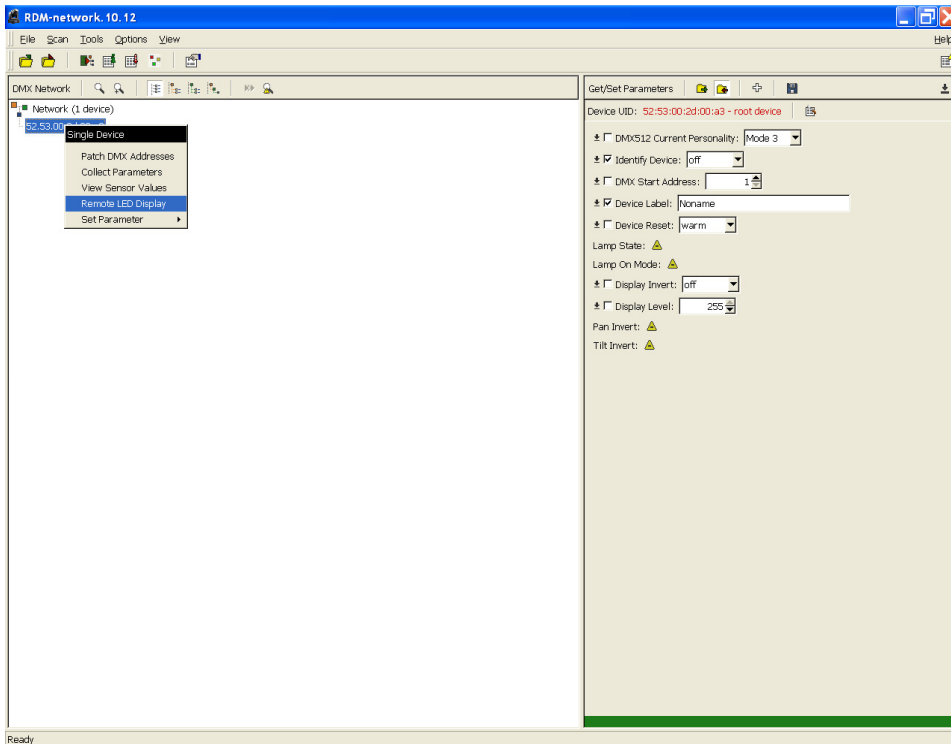 RDM-network.10.12
File Scan Tools Options View Help
DMX Network
Get/Set Parameters
Network (1 device)
Device UID: 52:53:00:2d:00:a3 - root device
52.53.00
Single Device
Patch DMX Addresses
Collect Parameters
View Sensor Values
Remote LED Display
Set Parameter
DMX512 Current Personality: Mode 3
Identify Device: off
DMX Start Address: 1
Device Label: Noname
Device Reset: warm
Lamp State:
Lamp On Mode:
Display Invert: off
Display Level: 255
Pan Invert:
Tilt Invert:
Ready